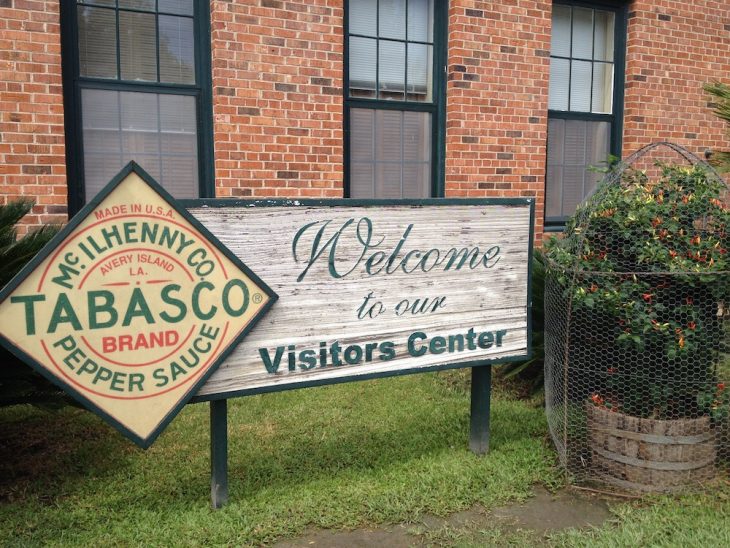 MADE IN U.S.A.
McILHENNY CO.
AVERY ISLAND
LA.
TABASCO®
BRAND
PEPPER SAUCE
Welcome
to our
Visitors Center